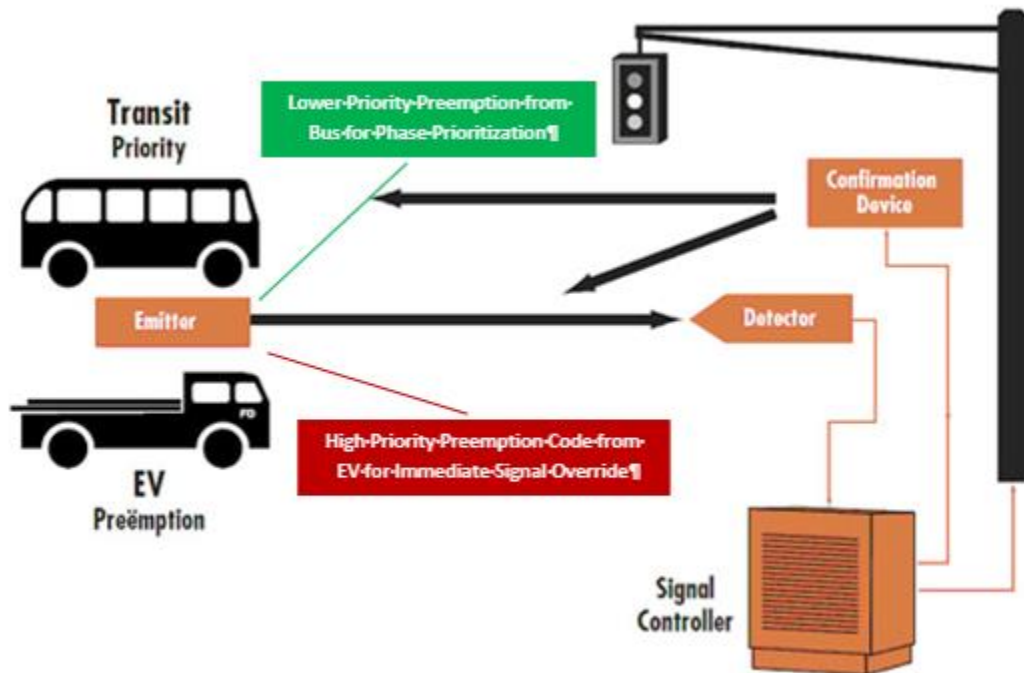 Transit
Priority
Lower·Priority·Preemption·from·
Bus·for·Phase·Prioritization¶
Confirmation
Device
Emitter
Detector
FD
High·Priority·Preemption·Code·from·
EV·for·Immediate·Signal·Override¶
EV
Preëmption
Signal
Controller